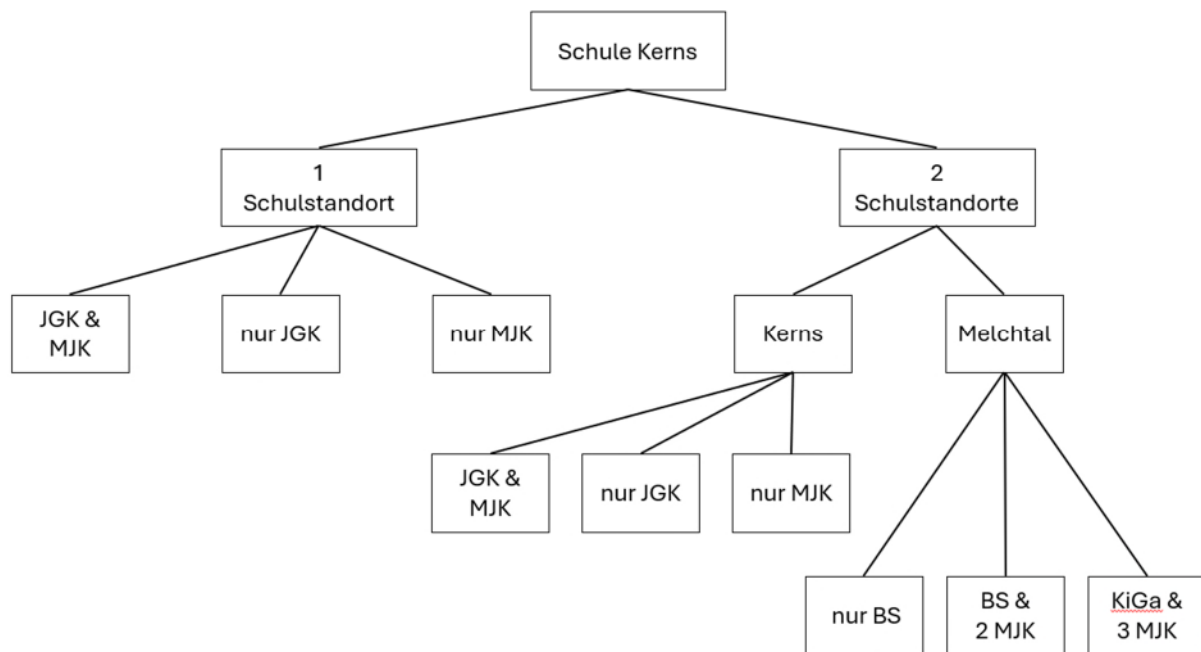 Schule Kerns
1
Schulstandort
2
Schulstandorte
JGK &
MJK
nur JGK
nur MJK
Kerns
Melchtal
JGK &
MJK
nur JGK
nur MJK
nur BS
BS &
2 MJK
KiGa &
3 MJK